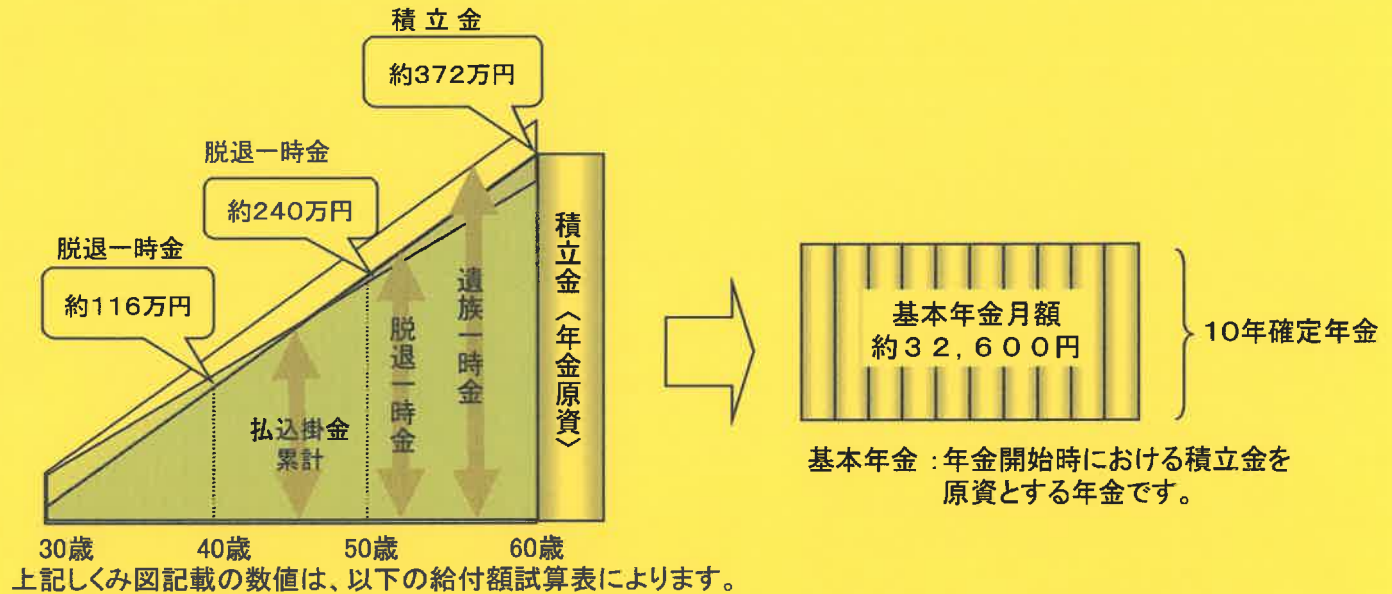 積立金
約372万円
脱退一時金
約240万円
脱退一時金
約116万円
払込掛金
累計
脱退一時金
遺族一時金
積立金〈年金原資〉
30歳
40歳
50歳
60歳
基本年金月額
約32,600円
10年確定年金
基本年金:年金開始時における積立金を
原資とする年金です。
上記しくみ図記載の数値は、以下の給付額試算表によります。